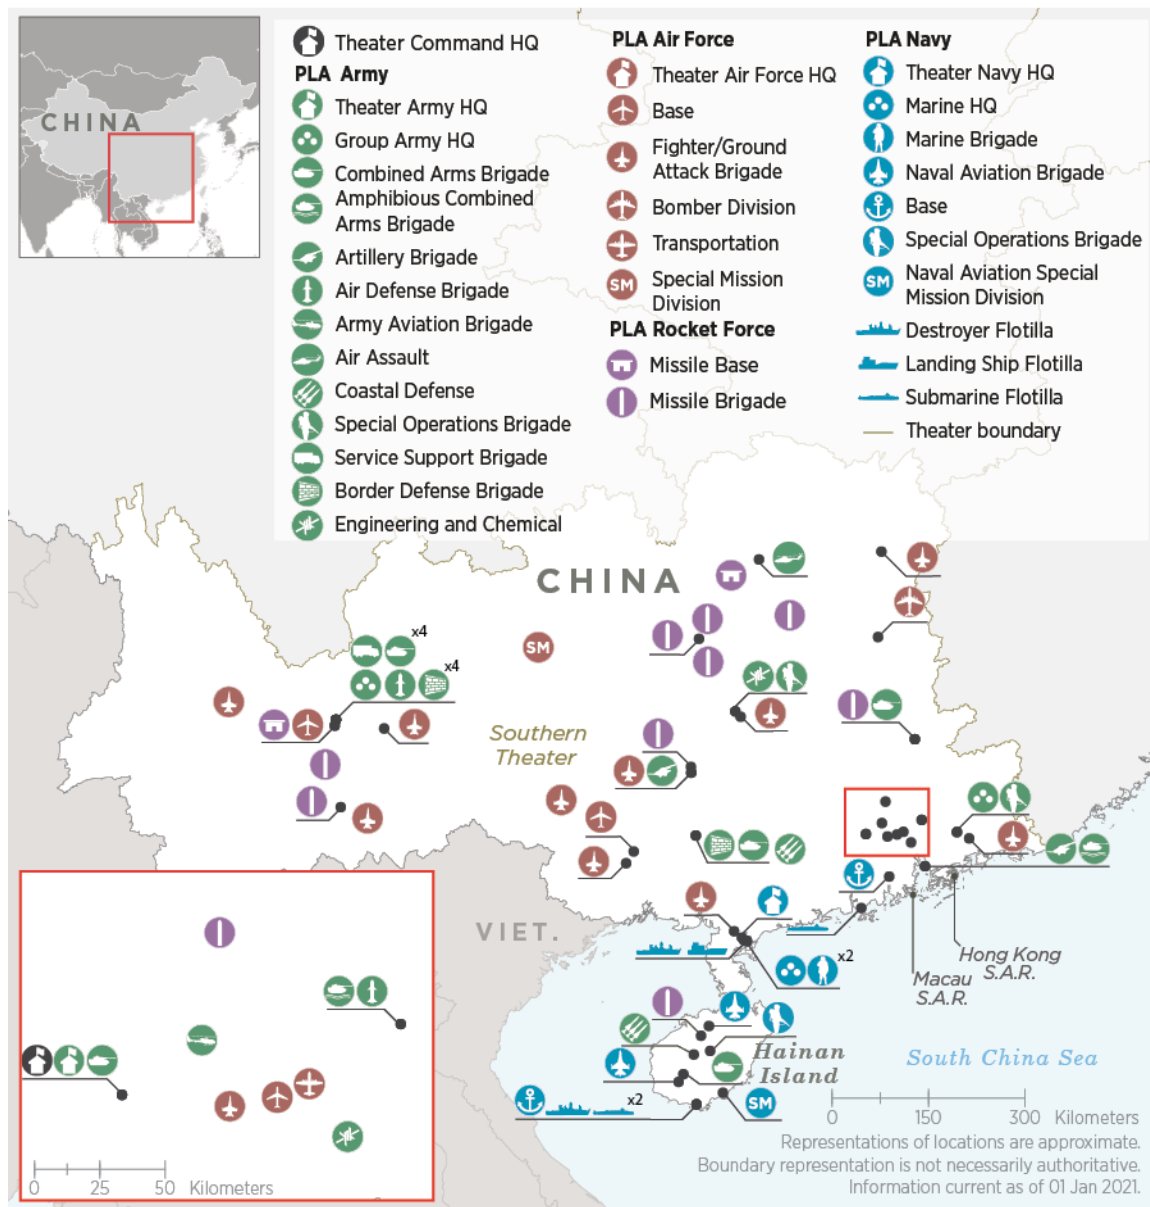 CHINA
Theater Command HQ
PLA Army
Theater Army HQ
Group Army HQ
Combined Arms Brigade
Amphibious Combined
Arms Brigade
Artillery Brigade
Air Defense Brigade
Army Aviation Brigade
Air Assault
Coastal Defense
Special Operations Brigade
Service Support Brigade
Border Defense Brigade
Engineering and Chemical
PLA Air Force
Theater Air Force HQ
Base
Fighter/Ground
Attack Brigade
Bomber Division
Transportation
SM
Special Mission
Division
PLA Rocket Force
Missile Base
Missile Brigade
PLA Navy
Theater Navy HQ
Marine HQ
Marine Brigade
Naval Aviation Brigade
Base
Special Operations Brigade
SM
Naval Aviation Special
Mission Division
Destroyer Flotilla
Landing Ship Flotilla
Submarine Flotilla
Theater boundary
CHINA
x4
SM
x4
Southern
Theater
VIET.
x2
Hong Kong
S.A.R.
Macau
S.A.R.
Hainan
Island
South China Sea
x2
SM
0 150 300 Kilometers
Representations of locations are approximate.
Boundary representation is not necessarily authoritative.
Information current as of 01 Jan 2021.
0 25 50 Kilometers